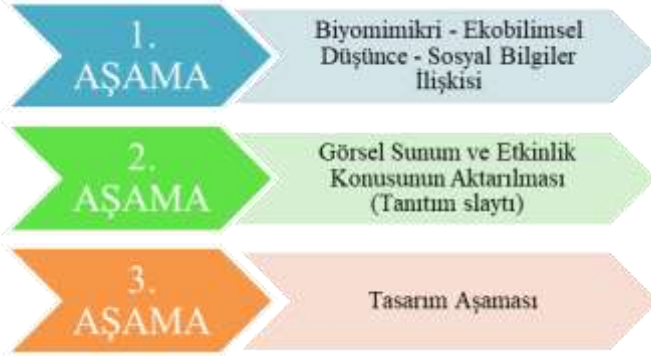 1.
AŞAMA
Biyomimikri - Ekobilimsel
Düşünce - Sosyal Bilgiler
İlişkisi
2.
AŞAMA
Görsel Sunum ve Etkinlik
Konusunun Aktarılması
(Tanıtım slaytı)
3.
AŞAMA
Tasarım Aşaması